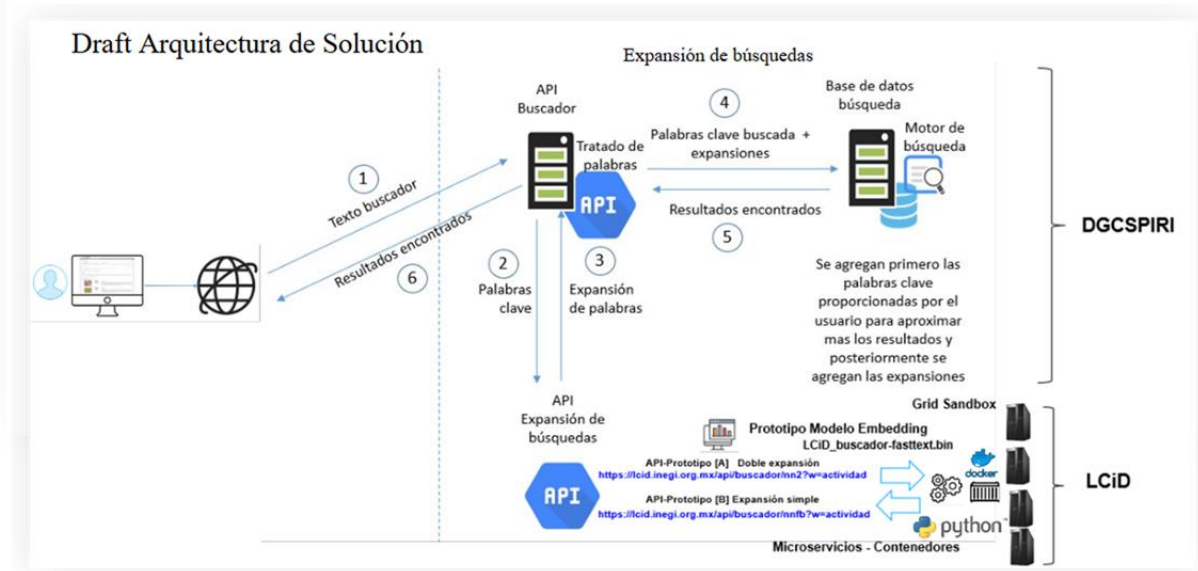 Draft Arquitectura de Solución
Expansión de búsquedas
API
Buscador
Tratado de
palabras
API
4
Palabras clave buscada +
expansiones
Base de datos
búsqueda
Motor de
búsqueda
1
Texto buscador
Resultados encontrados
6
Resultados encontrados
5
2
Palabras
clave
3
Expansión
de palabras
Se agregan primero las
palabras clave
proporcionadas por el
usuario para aproximar
mas los resultados y
posteriormente se
agregan las expansiones
DGCSPIRI
API
Expansión de
búsquedas
API
Grid Sandbox
Prototipo Modelo Embedding
LCiD_buscador-fasttext.bin
API-Prototipo [A] Doble expansión
https://lcid.inegi.org.mx/api/buscador/nn2?w=actividad
API-Prototipo [B] Expansión simple
https://lcid.inegi.org.mx/api/buscador/nnfb?w=actividad
docker
python
Microservicios - Contenedores
LCiD